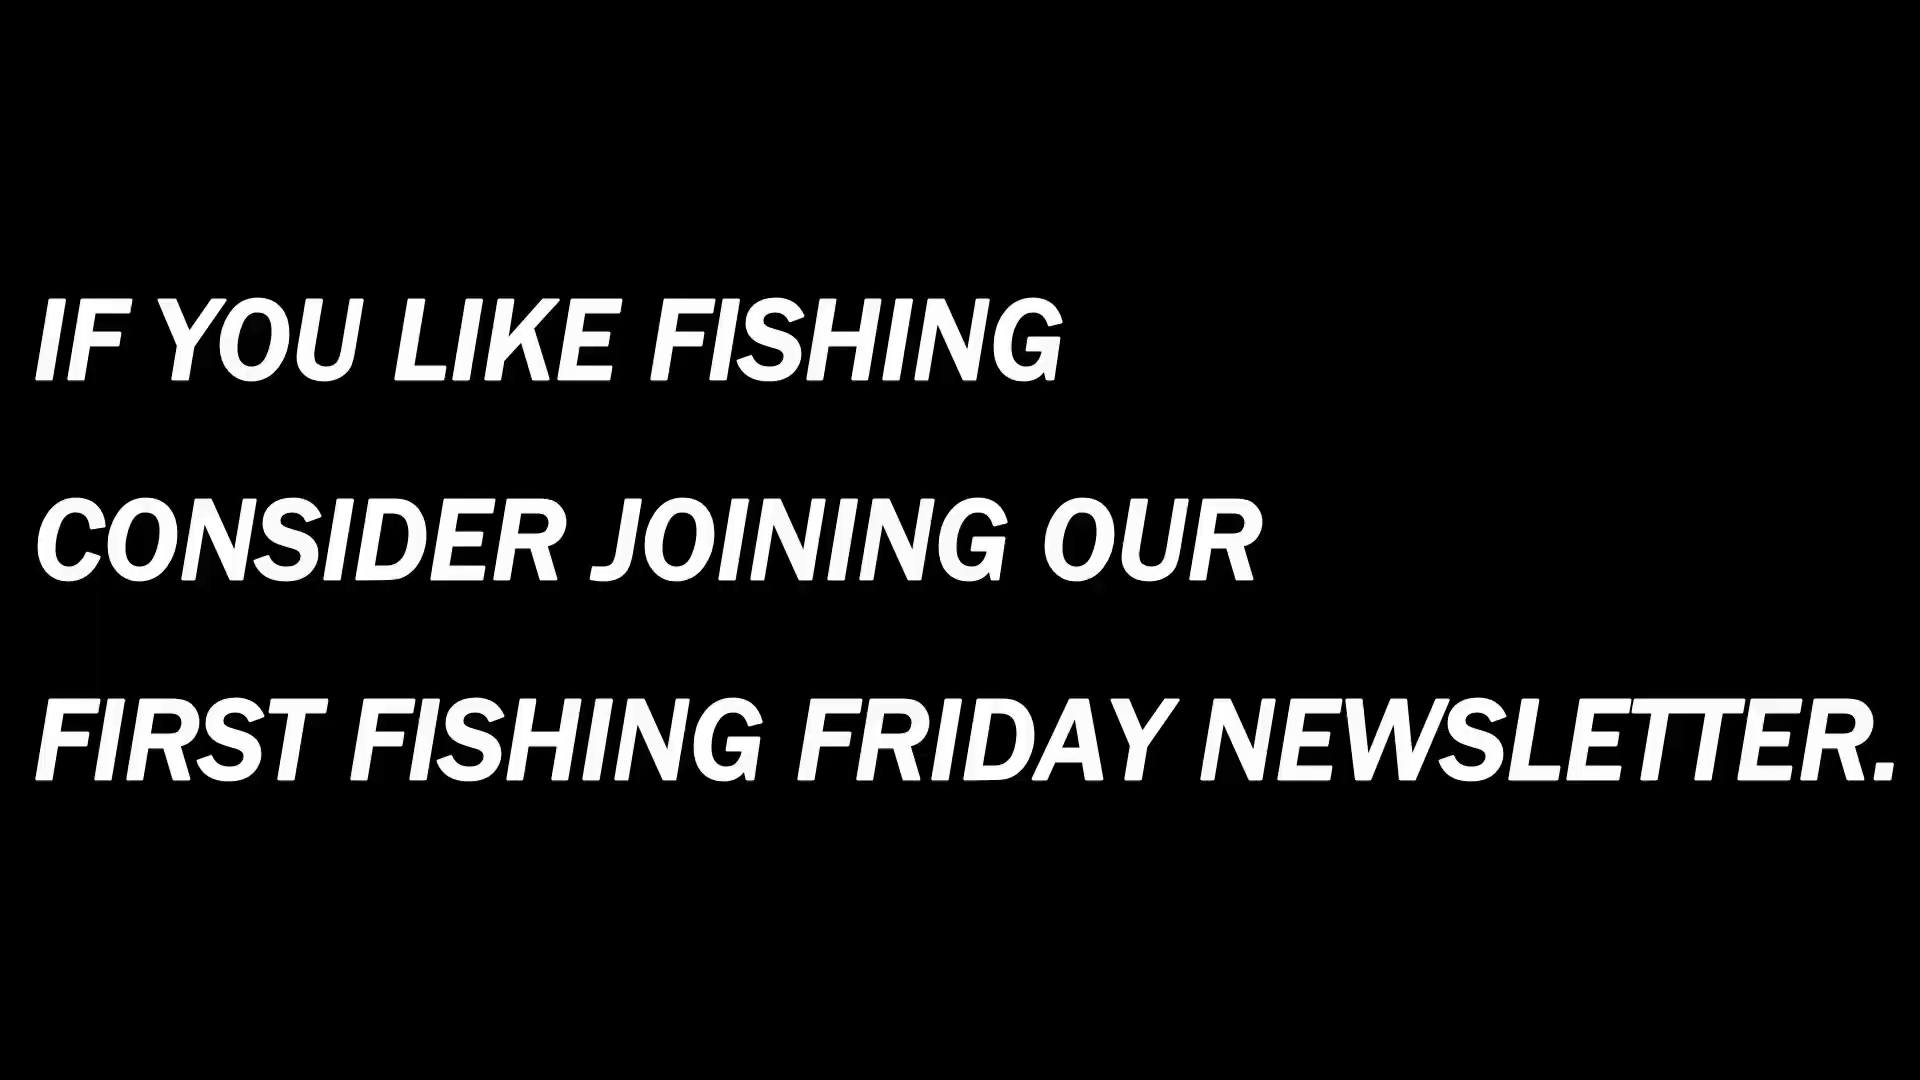 IF YOU LIKE FISHING
CONSIDER JOINING OUR
FIRST FISHING FRIDAY NEWSLETTER.